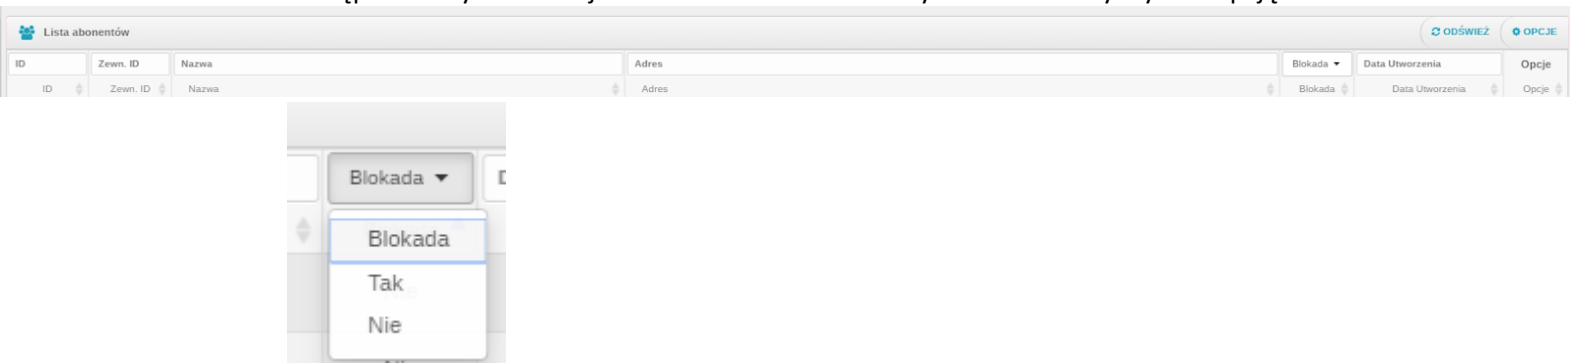 Lista abonentów ODŚWIEŻ OPCJE
ID Zewn. ID Nazwa Adres Blokada Data Utworzenia Opcje
ID Zewn. ID Nazwa Adres Blokada Data Utworzenia Opcje
Blokada
Blokada
Tak
Nie